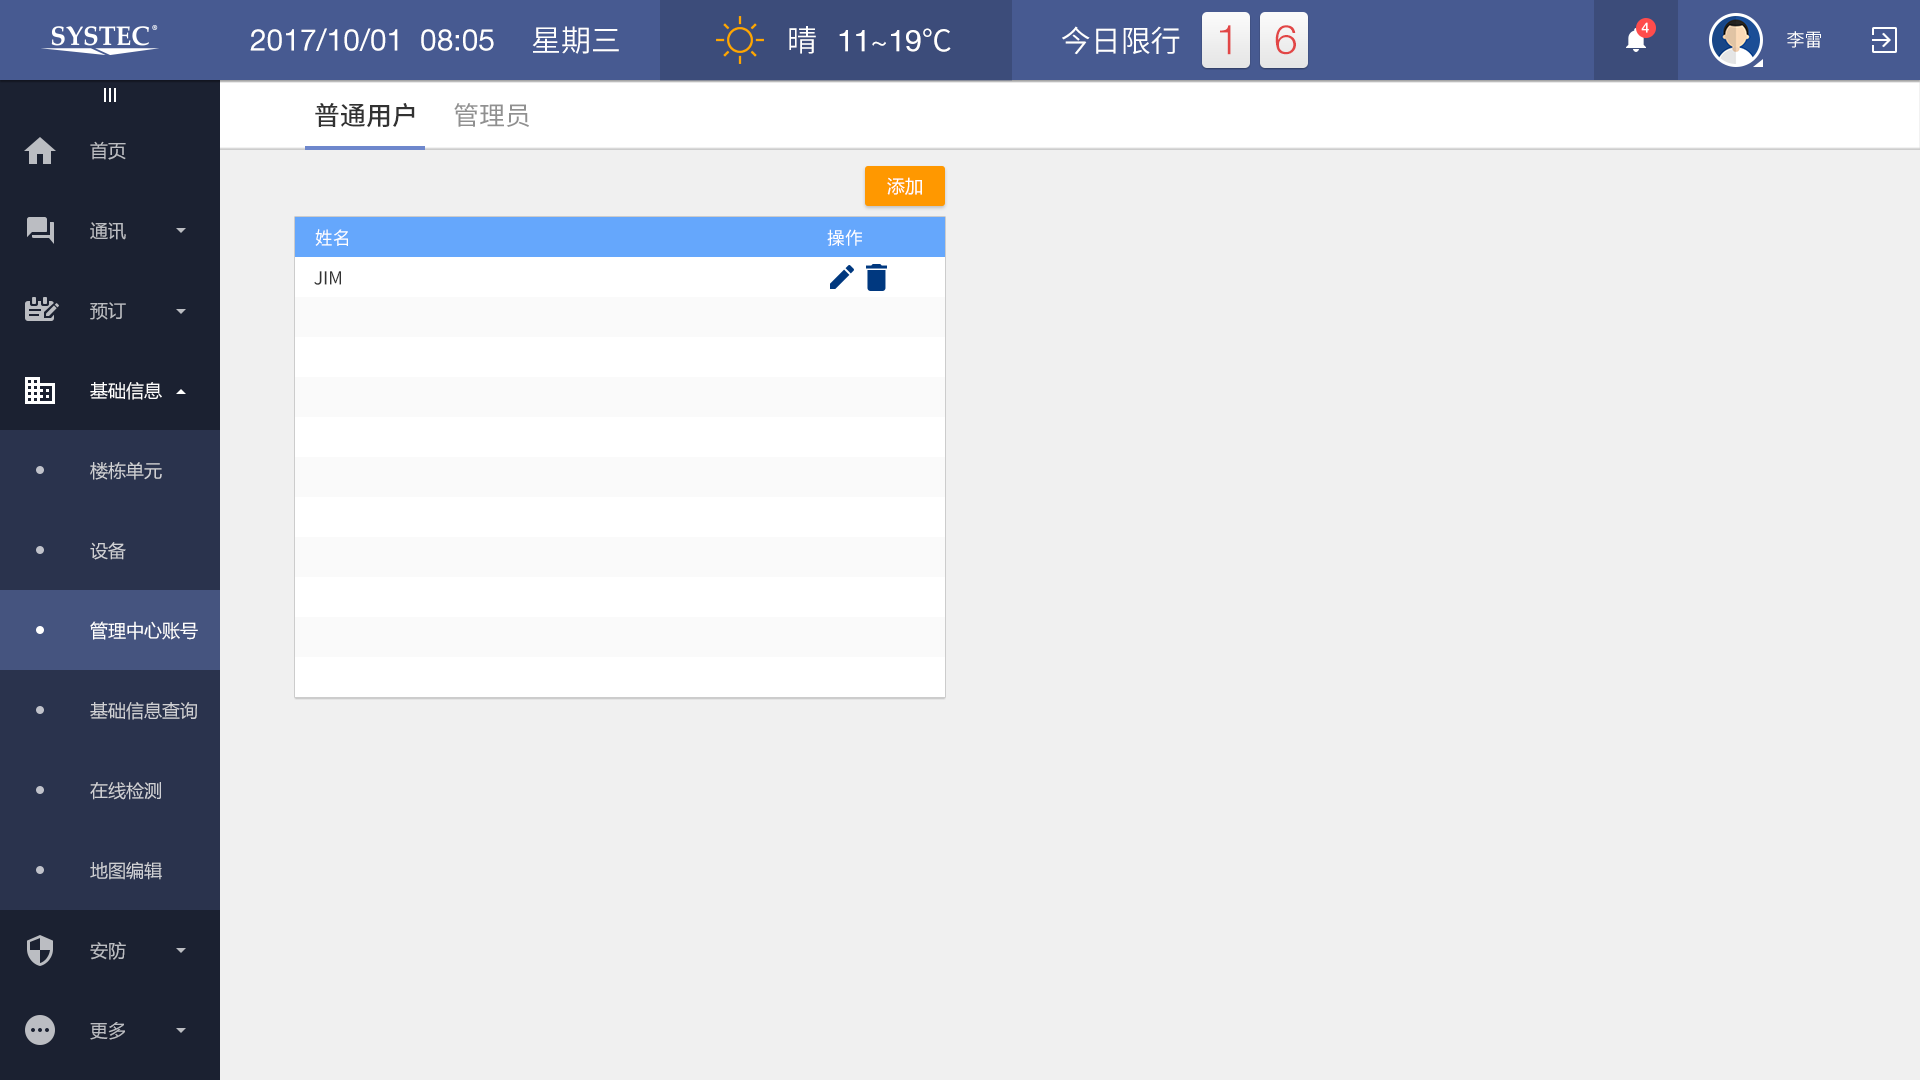 SYSTEC®
2017/10/01 08:05 星期三
晴 11~19℃
今日限行 1 6
4
李雷
普通用户 管理员
首页
通讯
预订
基础信息
楼栋单元
设备
管理中心账号
基础信息查询
在线检测
地图编辑
安防
更多
添加
姓名 操作
JIM